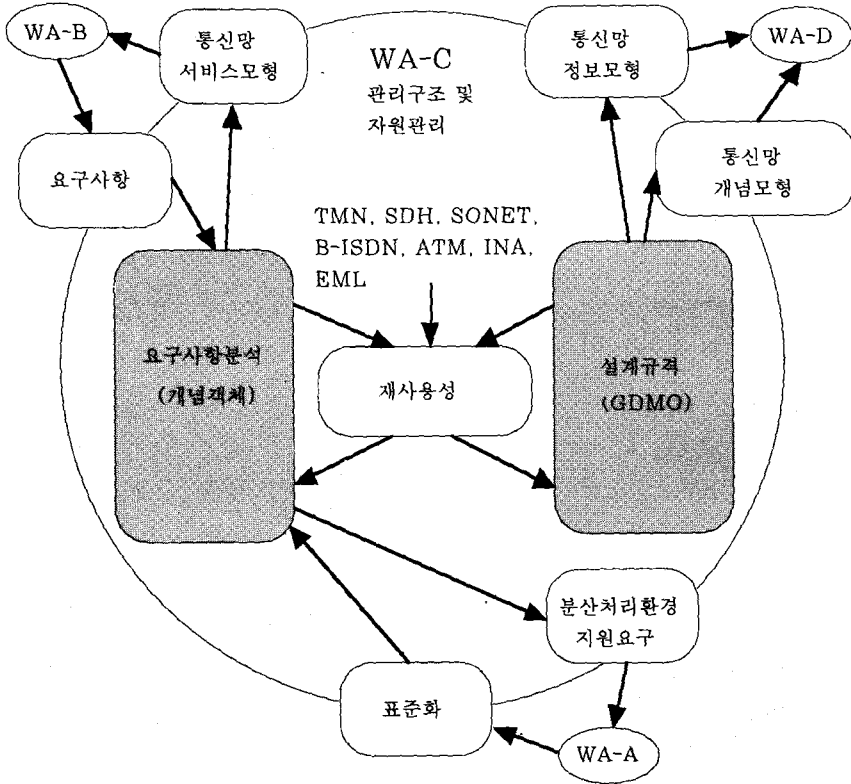 WA-B
통신망
서비스모형
WA-C
관리구조 및
자원관리
통신망
정보모형
WA-D
요구사항
통신망
개념모형
TMN, SDH, SONET,
B-ISDN, ATM, INA,
EML
요구사항분석
(개념객체)
재사용성
설계규격
(GDMO)
분산처리환경
지원요구
표준화
WA-A